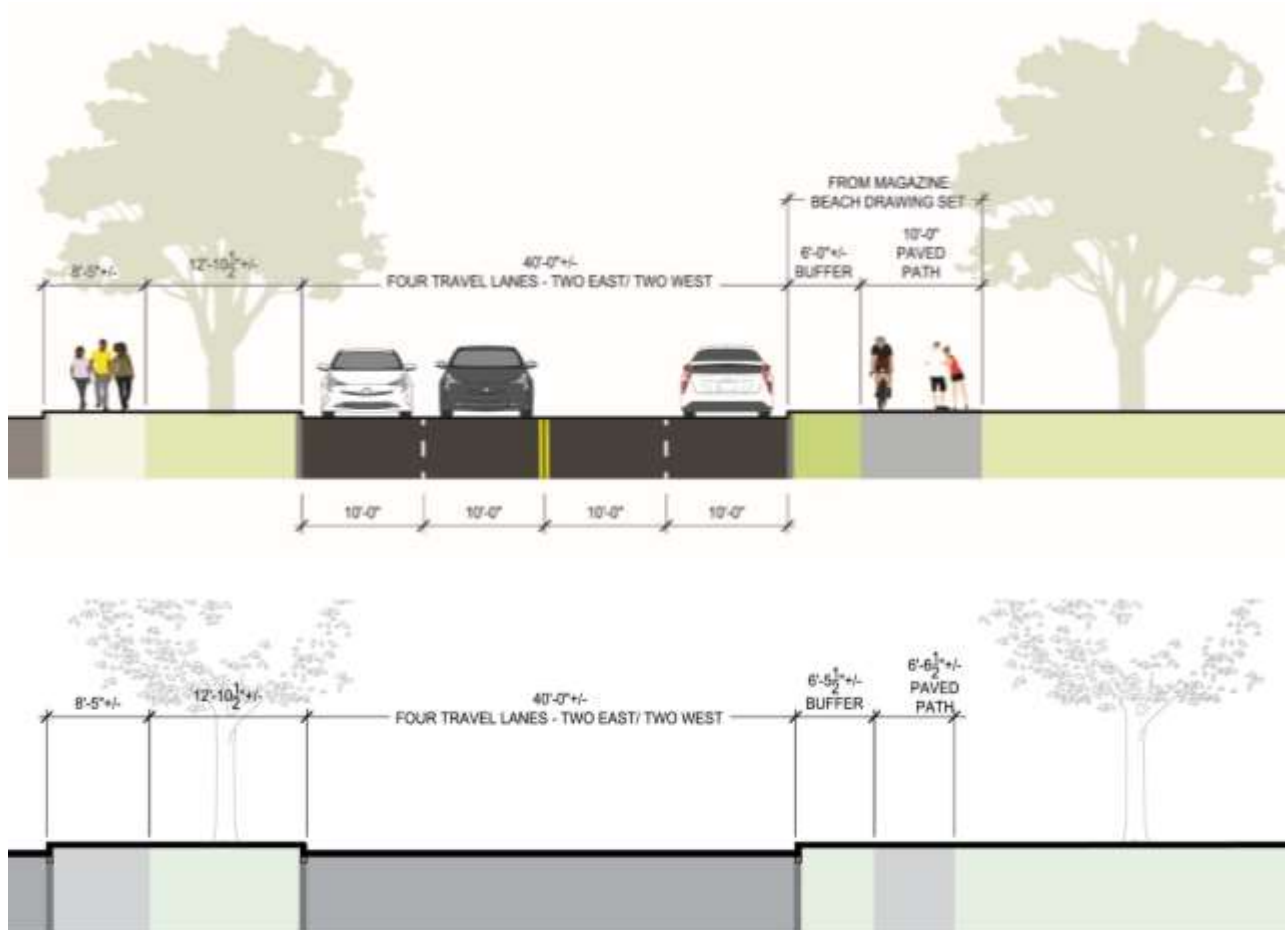 FROM MAGAZINE
BEACH DRAWING SET
8'-5"+/-
12'-10½"+/-
40'-0"+/-
FOUR TRAVEL LANES - TWO EAST/ TWO WEST
6'-0"+/-
BUFFER
10'-0"
PAVED
PATH
10'-0"
10'-0"
10'-0"
10'-0"
8'-5"+/-
12'-10½"+/-
40'-0"+/-
FOUR TRAVEL LANES - TWO EAST/ TWO WEST
6'-5½"+/-
BUFFER
6'-6½"+/-
PAVED
PATH